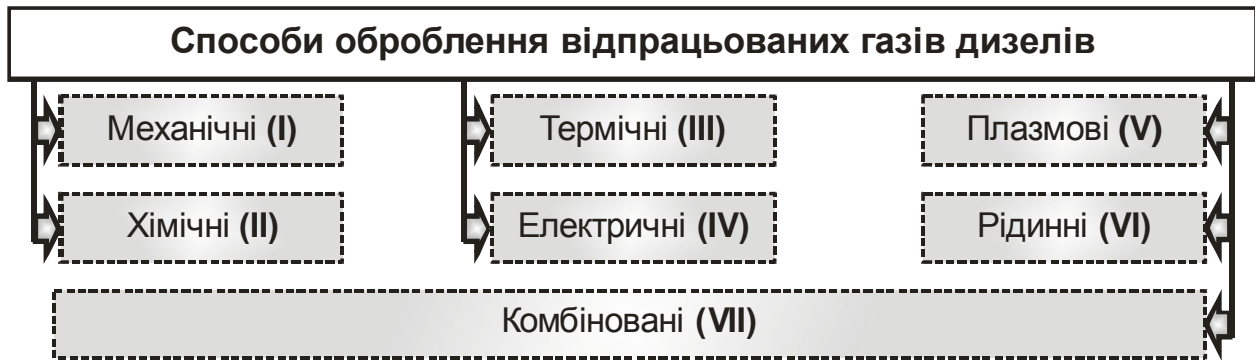 Способи оброблення відпрацьованих газів дизелів
Механічні (I)
Термічні (III)
Плазмові (V)
Хімічні (II)
Електричні (IV)
Рідинні (VI)
Комбіновані (VII)